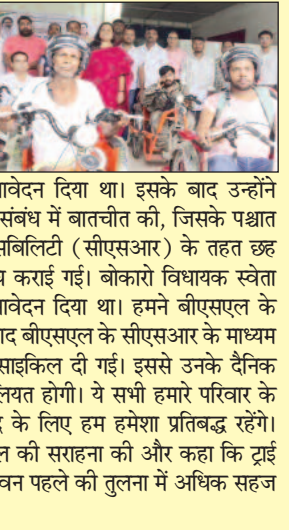 आवेदन दिया था। इसके बाद उन्होंने
संबंध में बातचीत की, जिसके पश्चात
सबिलिटी (सीएसआर) के तहत छह
कराई गई। बोकारो विधायक स्वेता
आवेदन दिया था। हमने बीएसएल के
बाद बीएसएल के सीएसआर के माध्यम
साइकिल दी गई। इससे उनके दैनिक
लियत होगी। ये सभी हमारे परिवार के
के लिए हम हमेशा प्रतिबद्ध रहेंगे।
की सराहना की और कहा कि ट्राई
वन पहले की तुलना में अधिक सहज